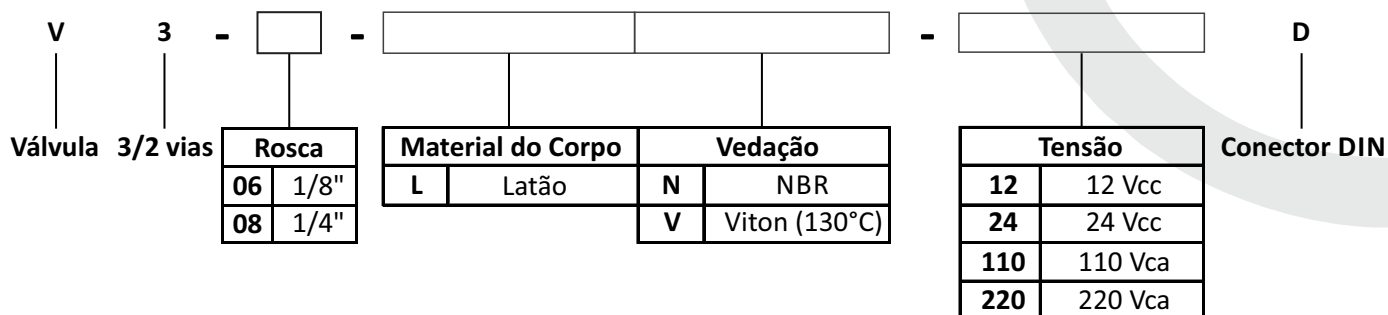 V 3 - - - D
Válvula 3/2 vias Rosca Material do Corpo Vedação Tensão Conector DIN
06 1/8" L Latão N NBR 12 12 Vcc
08 1/4" V Viton (130°C) 24 24 Vcc
110 110 Vca
220 220 Vca